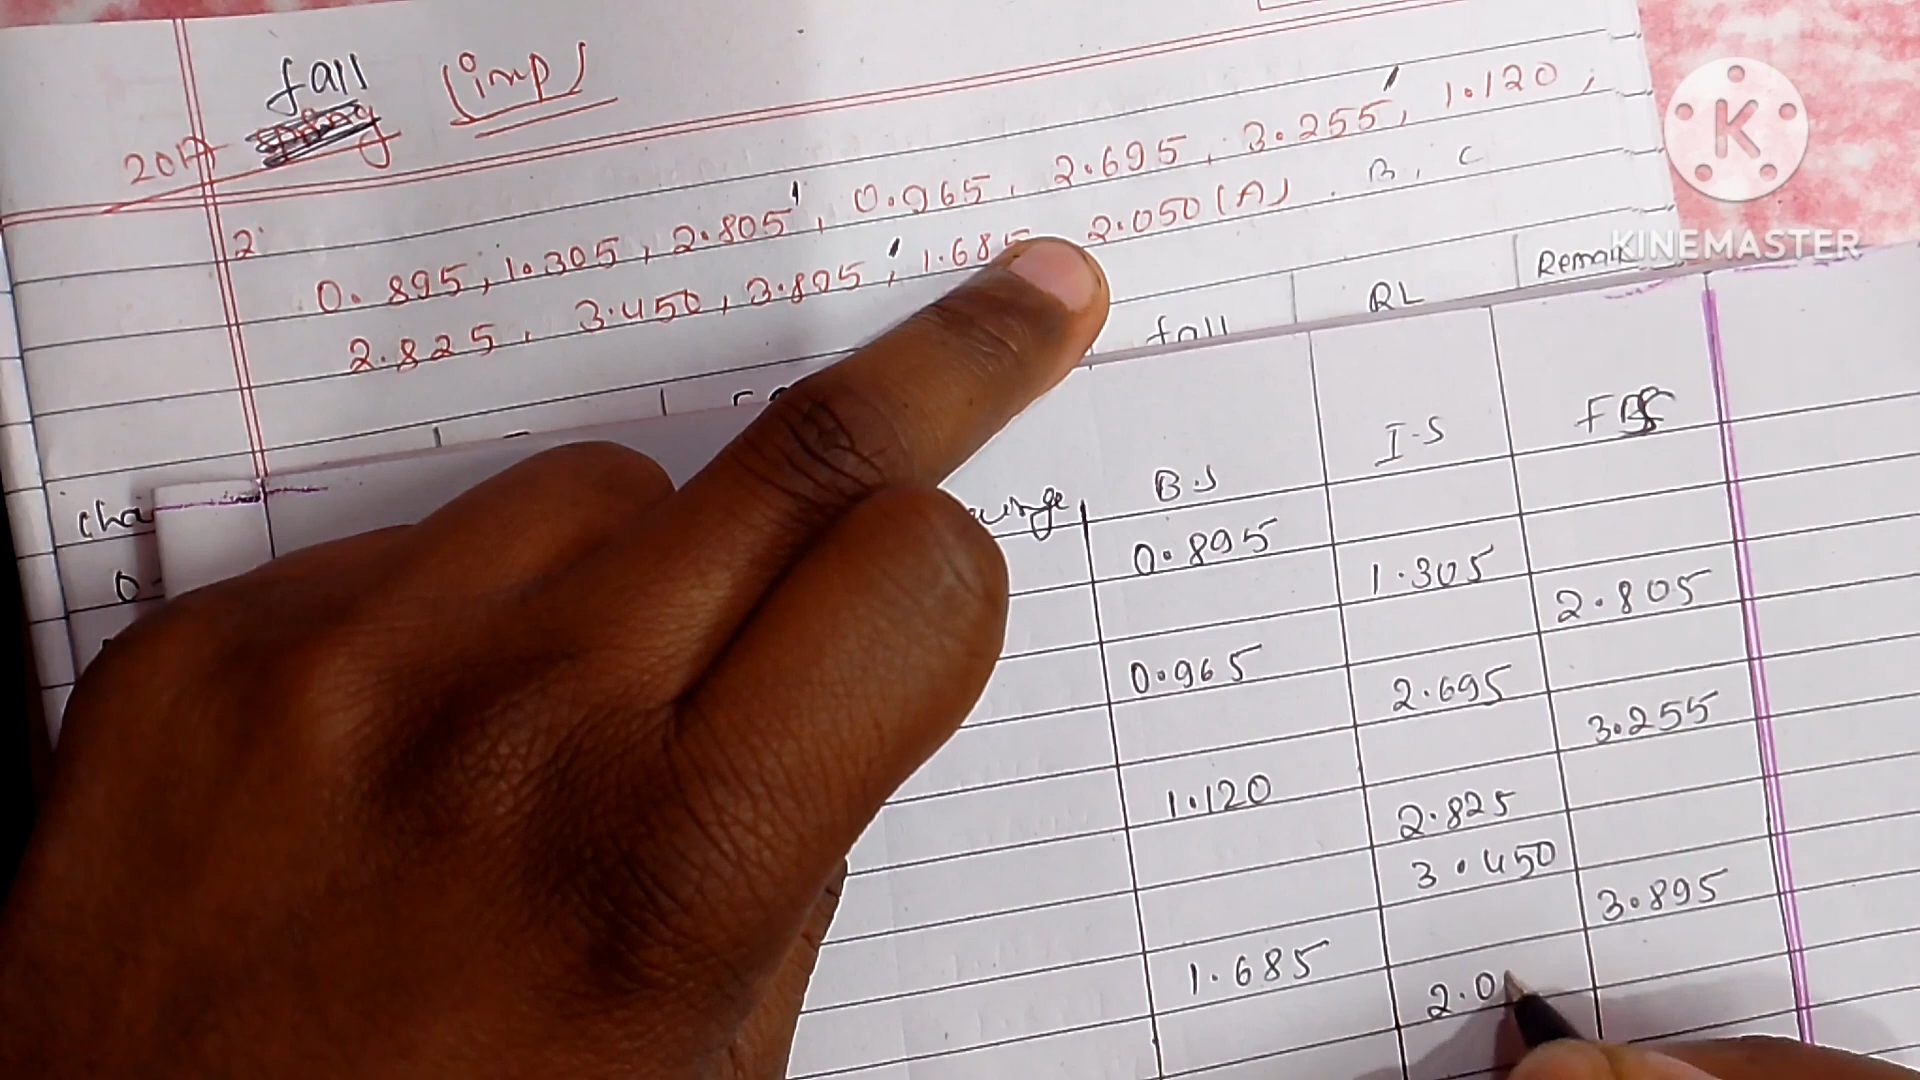 fall (imp)
2017
2. 0.895, 1.305, 2.805', 0.965, 2.695, 3.255', 1.120,
2.825, 3.450, 3.895', 1.685 2.050(A), B, C
K
KINEMASTER
fall RL Remark
B.S I-S FBS
0.895
1.305
2.805
0.965
2.695
3.255
1.120
2.825
3.450
3.895
1.685
2.0